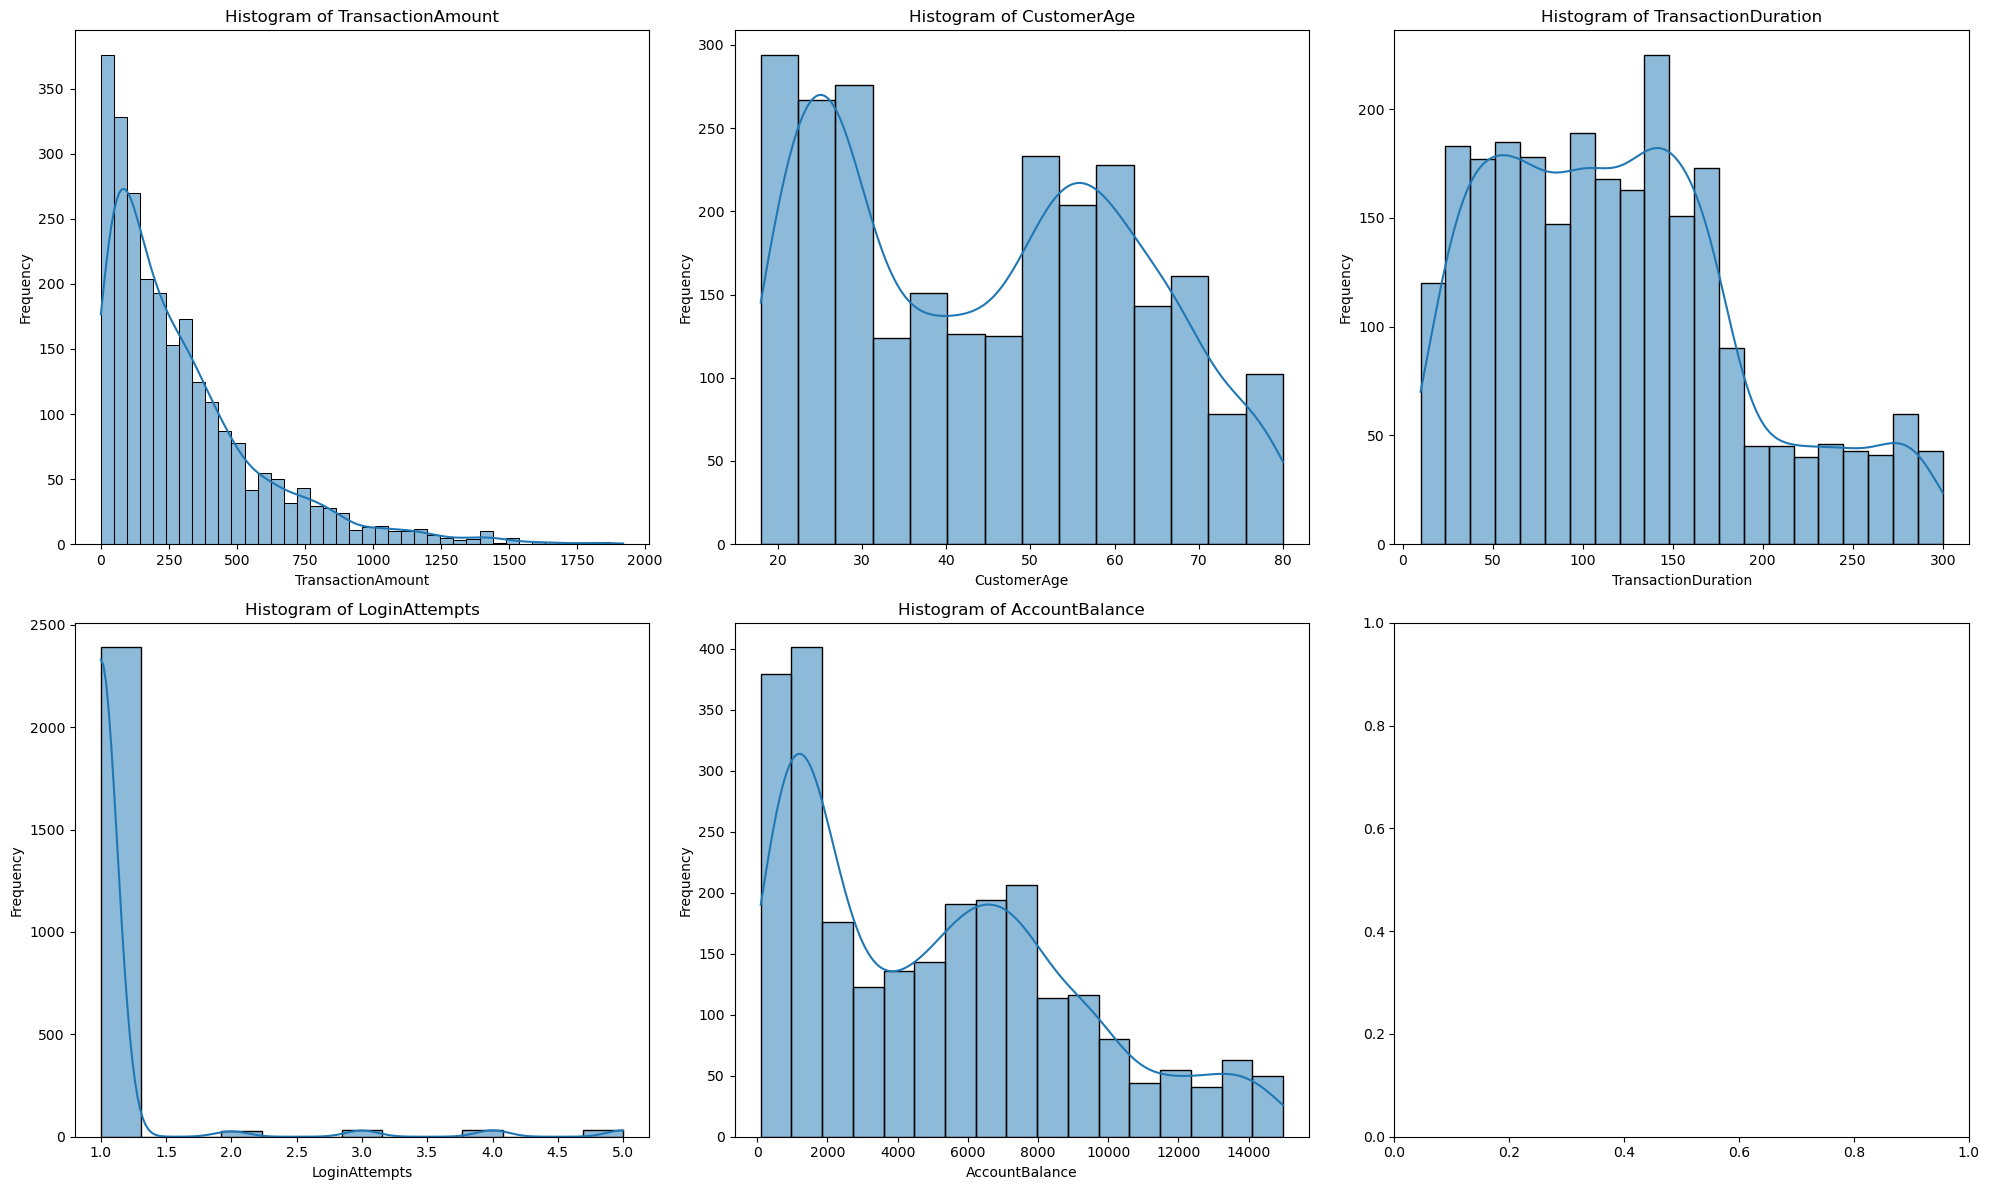 Histogram of TransactionAmount
Frequency
350
300
250
200
150
100
50
0
0 250 500 750 1000 1250 1500 1750 2000
TransactionAmount
Histogram of CustomerAge
Frequency
300
250
200
150
100
50
0
20 30 40 50 60 70 80
CustomerAge
Histogram of TransactionDuration
Frequency
200
150
100
50
0
0 50 100 150 200 250 300
TransactionDuration
Histogram of LoginAttempts
Frequency
2500
2000
1500
1000
500
0
1.0 1.5 2.0 2.5 3.0 3.5 4.0 4.5 5.0
LoginAttempts
Histogram of AccountBalance
Frequency
400
350
300
250
200
150
100
50
0
0 2000 4000 6000 8000 10000 12000 14000
AccountBalance
1.0
0.8
0.6
0.4
0.2
0.0
0.0 0.2 0.4 0.6 0.8 1.0